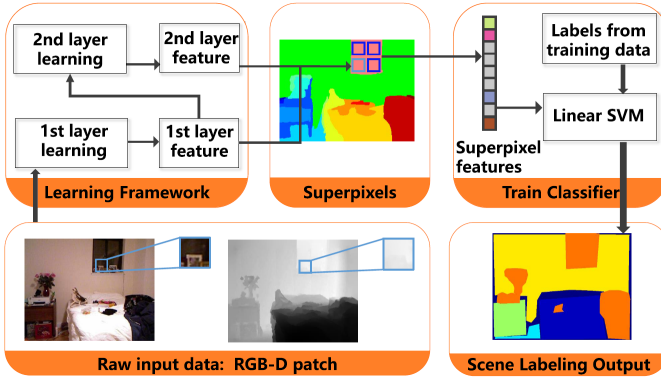 2nd layer
learning
2nd layer
feature
1st layer
learning
1st layer
feature
Learning Framework
Superpixels
Superpixel
features
Labels from
training data
Linear SVM
Train Classifier
Raw input data: RGB-D patch
Scene Labeling Output